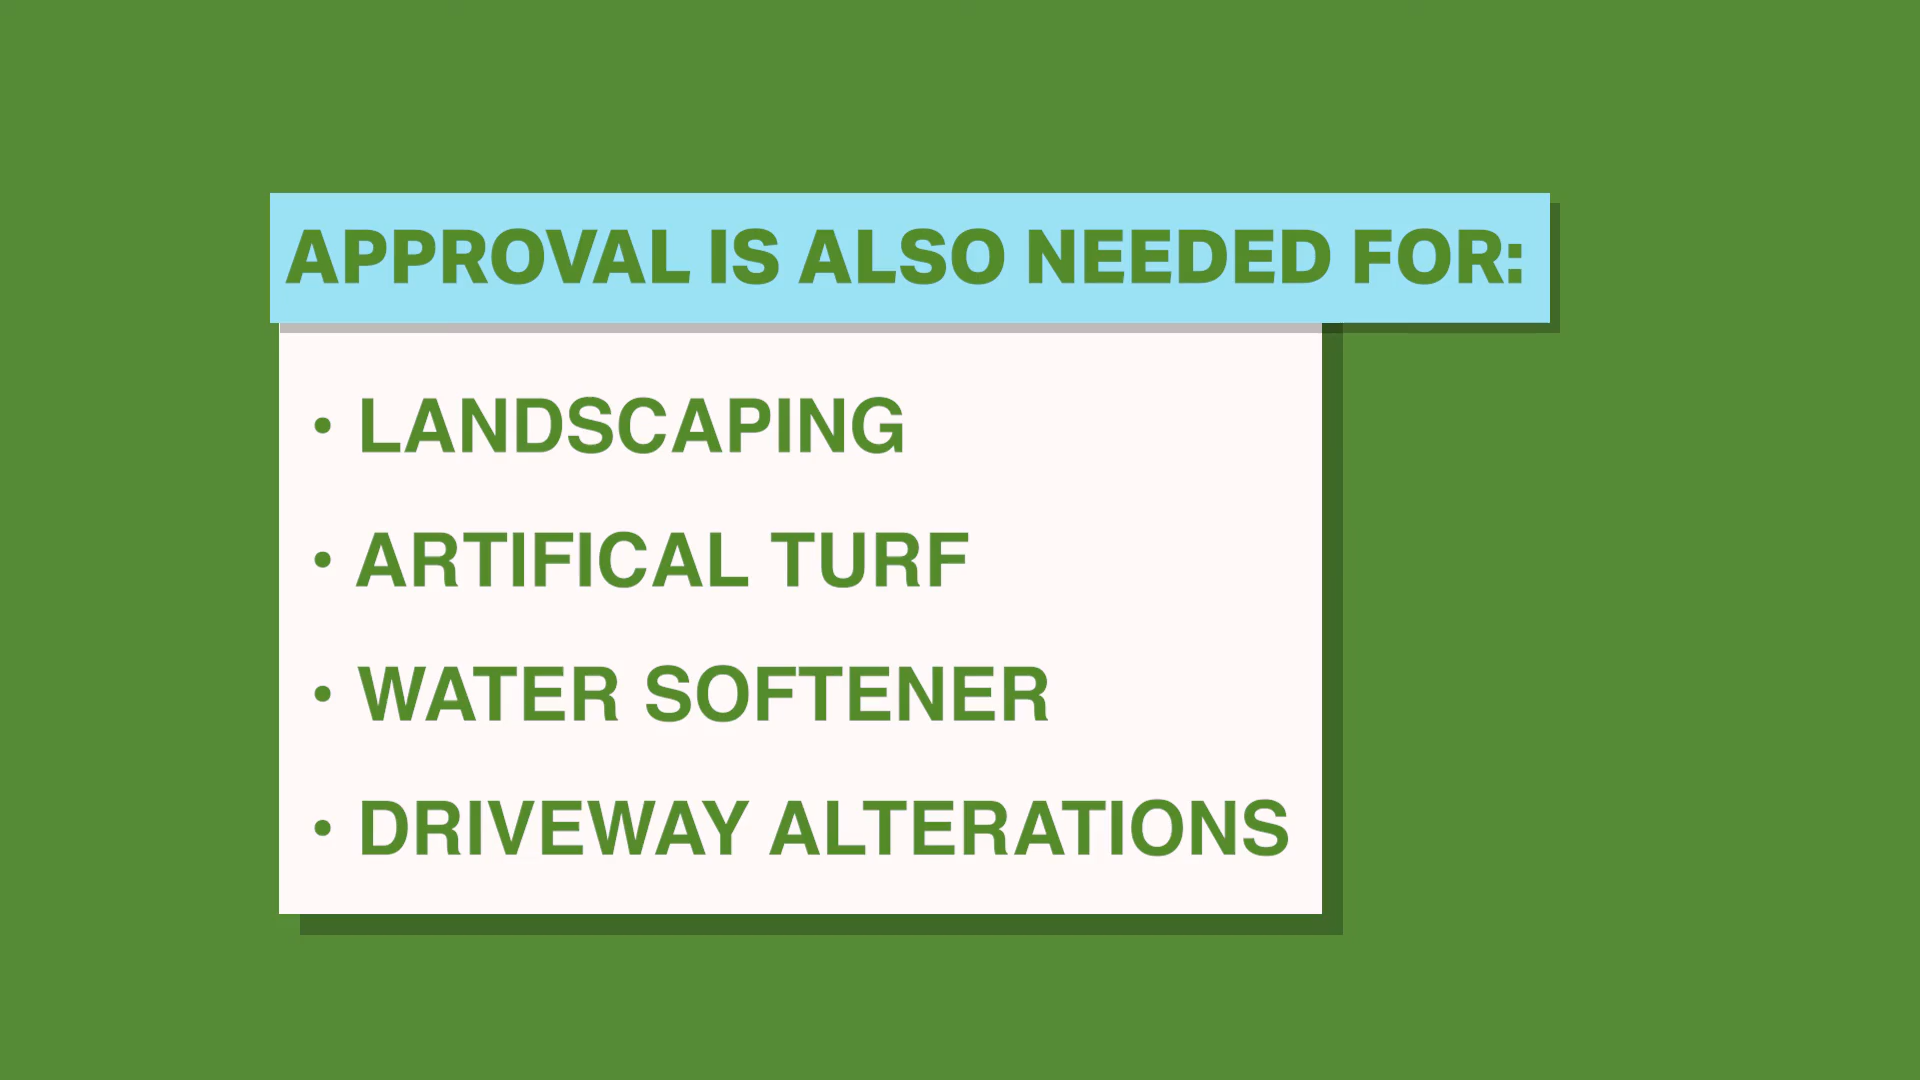 APPROVAL IS ALSO NEEDED FOR:
• LANDSCAPING
• ARTIFICAL TURF
• WATER SOFTENER
• DRIVEWAY ALTERATIONS